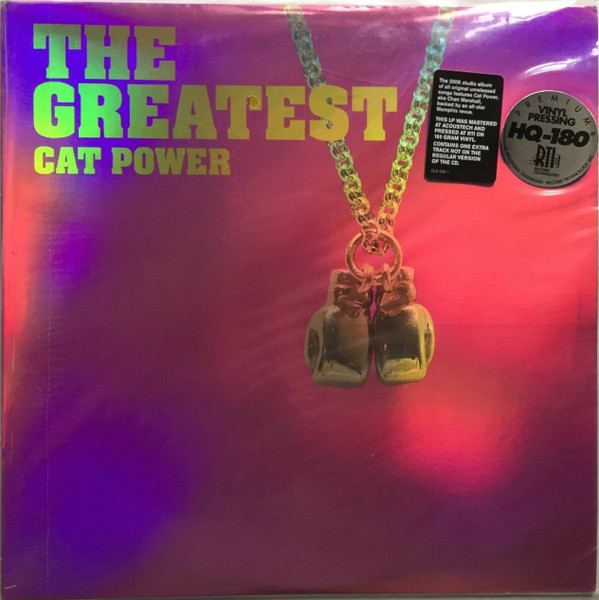 THE
GREATEST
CAT POWER
The 2006 studio album
of all original unreleased
songs features Cat Power,
aka Chan Marshall,
backed by an all-star
Memphis revue.
THIS LP WAS MASTERED
AT ACOUSTECH AND
PRESSED AT RTI ON
180 GRAM VINYL.
CONTAINS ONE EXTRA
TRACK NOT ON THE
REGULAR VERSION
OF THE CD.
PREMIUM
VINYL
PRESSING
HQ-180
RTI
RECORD
TECHNOLOGY